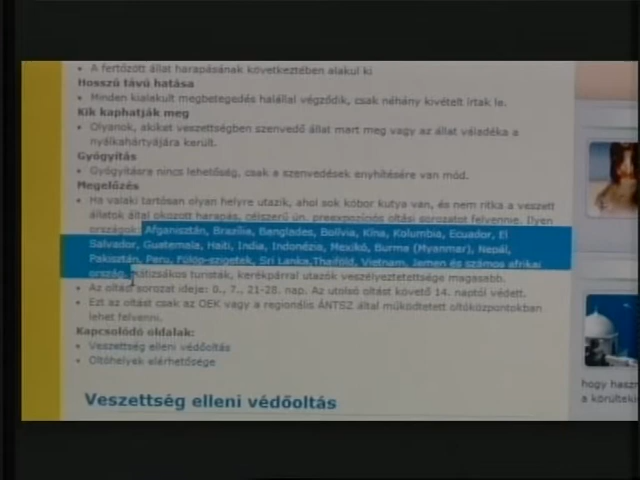 • A fertőzött állat harapásának következtében alakul ki
Hosszú távú hatása
• Minden kialakult megbetegedés halállal végződik, csak néhány kivételt írtak le.
Kik kaphatják meg
• Olyanok, akiket veszettségben szenvedő állat mart meg vagy az állat váladéka a
nyálkahártyájára került.
Gyógyítás
• Gyógyításra nincs lehetőség, csak a szenvedések enyhítésére van mód.
Megelőzés
• Ha valaki tartósan olyan helyre utazik, ahol sok kóbor kutya van, és nem ritka a veszett
állatok által okozott harapás, célszerű ún. preexpozíciós oltási sorozatot felvennie. Ilyen
országok: Afganisztán, Brazília, Banglades, Bolívia, Kína, Kolumbia, Ecuador, El
Salvador, Guatemala, Haiti, India, Indonézia, Mexikó, Burma (Myanmar), Nepál,
Pakisztán, Peru, Fülöp-szigetek, Sri Lanka,Thaiföld, Vietnam, Jemen és számos afrikai
ország. Hátizsákos turisták, kerékpárral utazók veszélyeztetettsége magasabb.
• Az oltási sorozat ideje: 0., 7., 21-28. nap. Az utolsó oltást követő 14. naptól védett.
• Ezt az oltást csak az OEK vagy a regionális ÁNTSZ által működtetett oltóközpontokban
lehet felvenni.
Kapcsolódó oldalak:
• Veszettség elleni védőoltás
• Oltóhelyek elérhetősége
Veszettség elleni védőoltás
hogy haszn
a körülteki